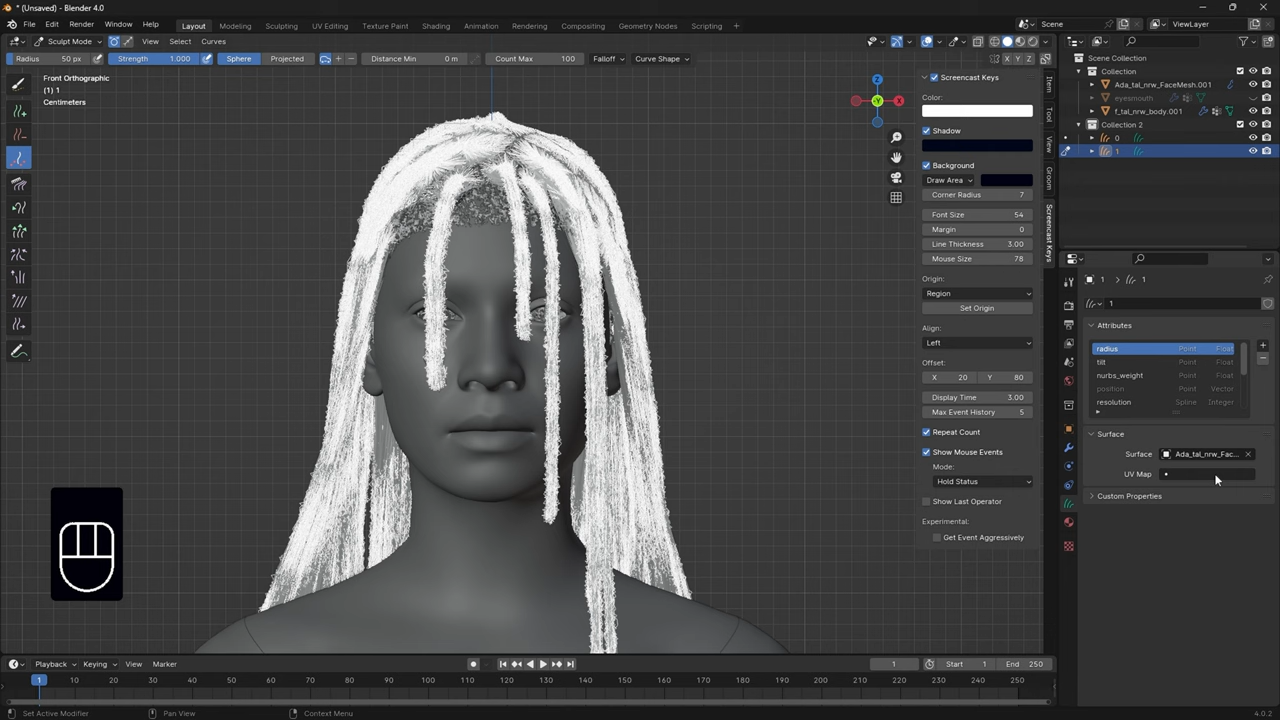 * (Unsaved) - Blender 4.0
File Edit Render Window Help Layout Modeling Sculpting UV Editing Texture Paint Shading Animation Rendering Compositing Geometry Nodes Scripting + Scene ViewLayer
Sculpt Mode View Select Curves
Radius 50 px Strength 1.000 Sphere Projected Distance Min 0 m Count Max 100 Falloff Curve Shape X Y Z
Front Orthographic
(1) 1
Centimeters
Z
Y
X
Screencast Keys
Color:
Shadow
Background
Draw Area
Corner Radius 7
Font Size 54
Margin 0
Line Thickness 3.00
Mouse Size 78
Origin:
Region
Set Origin
Align:
Left
Offset:
X 20 Y 80
Display Time 3.00
Max Event History 5
Repeat Count
Show Mouse Events
Mode:
Hold Status
Show Last Operator
Experimental:
Get Event Aggressively
Item
Tool
View
Groom
Screencast Keys
Scene Collection
Collection
Ada_tal_nrw_FaceMesh.001
eyesmouth
f_tal_nrw_body.001
Collection 2
0
1
1 > 1
1
Attributes
radius Point Float
tilt Point Float
nurbs_weight Point Float
position Point Vector
resolution Spline Integer
Surface
Surface Ada_tal_nrw_Fac...
UV Map
Custom Properties
Playback Keying View Marker 1 Start 1 End 250
1 10 20 30 40 50 60 70 80 90 100 110 120 130 140 150 160 170 180 190 200 210 220 230 240 250
Set Active Modifier Pan View Context Menu 4.0.2